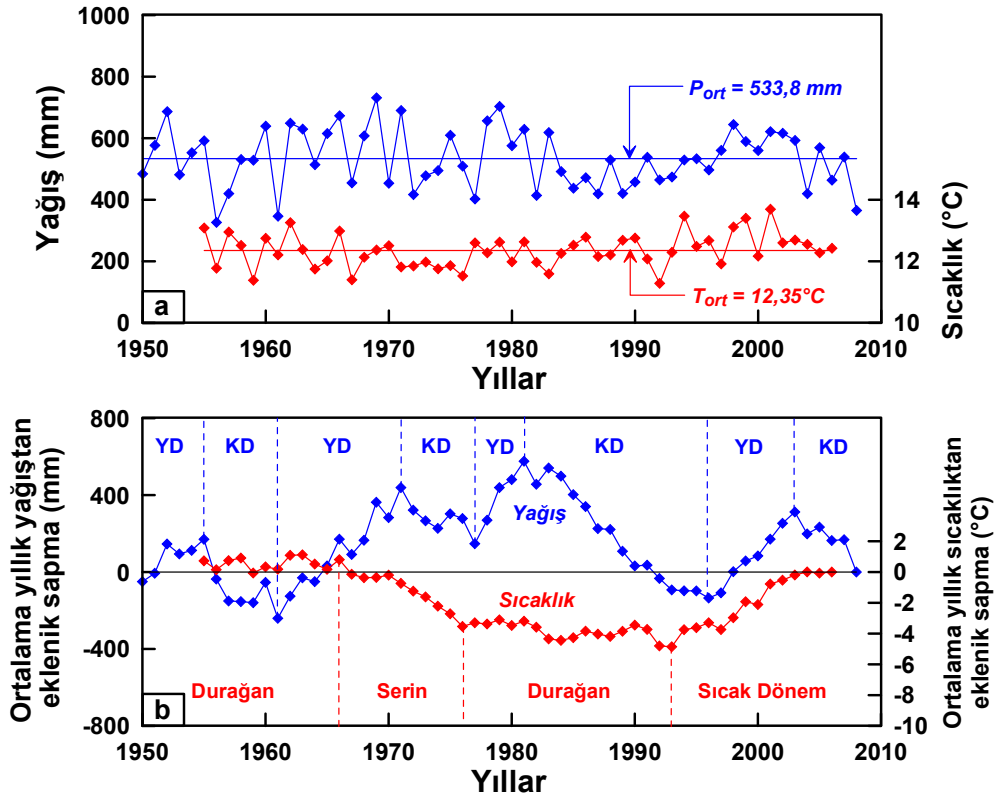 1000
800
600
400
200
0
Yağış (mm)
P ort = 533,8 mm
T ort = 12,35°C
14
12
10
Sıcaklık (°C)
a
1950 1960 1970 1980 1990 2000 2010
Yıllar
800
400
0
-400
-800
Ortalama yıllık yağıştan
eklenik sapma (mm)
YD KD YD KD YD KD YD KD
Yağış
Sıcaklık
Durağan Serin Durağan Sıcak Dönem
b
2
0
-2
-4
-6
-8
-10
Ortalama yıllık sıcaklıktan
eklenik sapma (°C)
1950 1960 1970 1980 1990 2000 2010
Yıllar